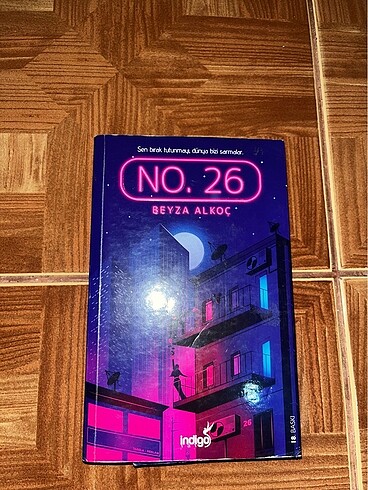 Sen bırak tutunmayı, dünya bizi sarmalar.
NO. 26
BEYZA ALKOÇ
26
indigo
18. BASKI